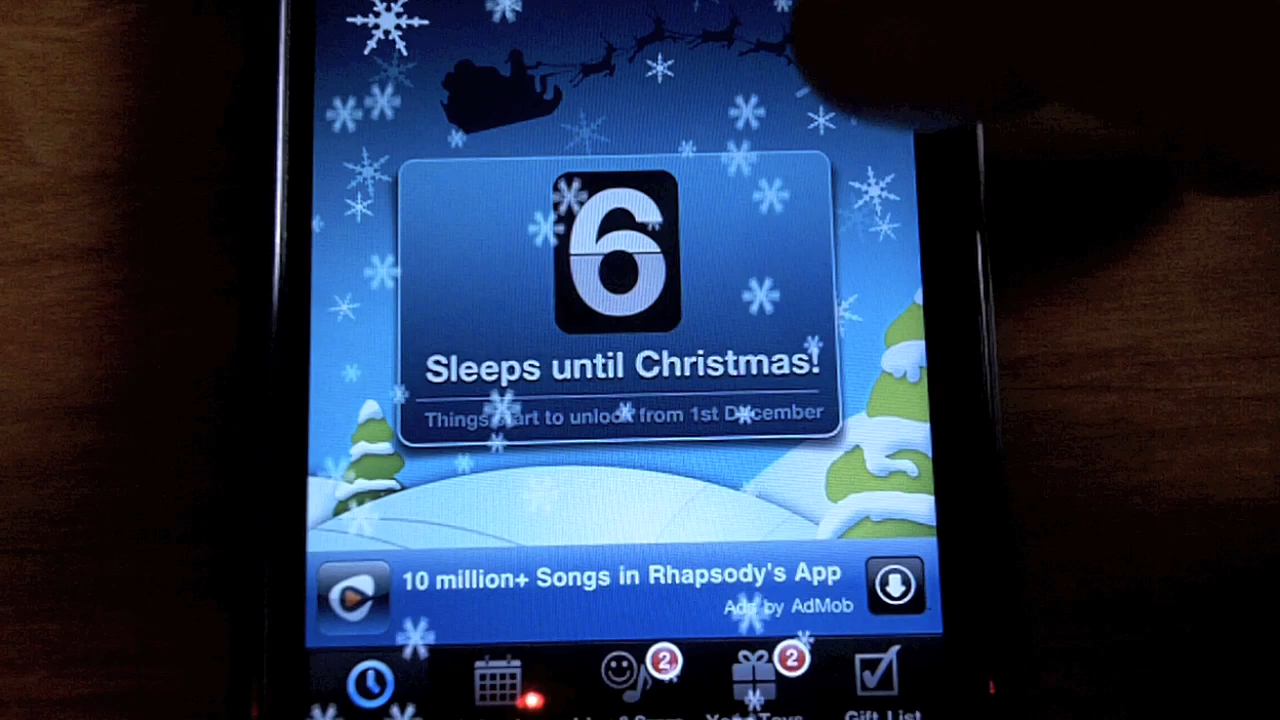 6
Sleeps until Christmas!
Things start to unlock from 1st December
10 million+ Songs in Rhapsody's App
Ads by AdMob
2
2
Gift List